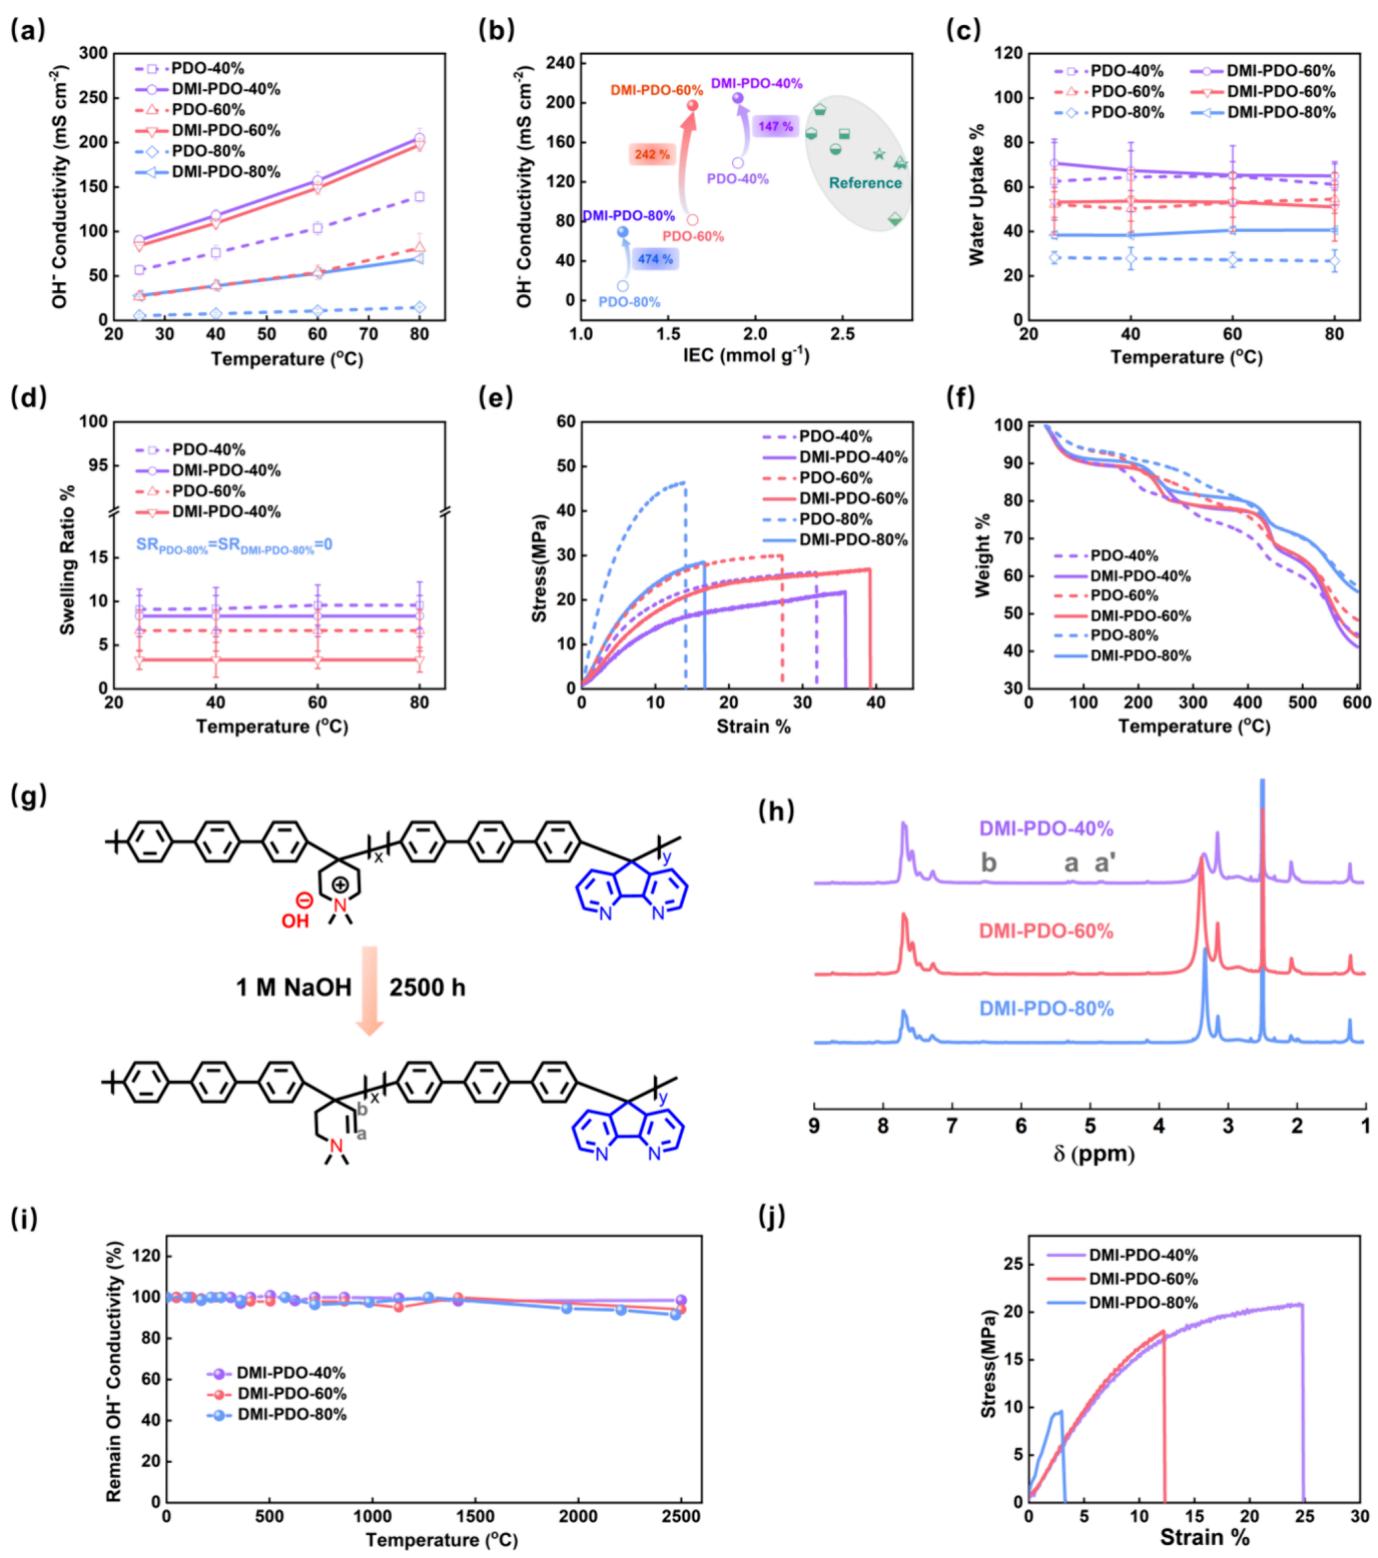 (a)
300
250
200
150
100
50
0
20 30 40 50 60 70 80
OH⁻ Conductivity (mS cm⁻²)
Temperature (°C)
PDO-40%
DMI-PDO-40%
PDO-60%
DMI-PDO-60%
PDO-80%
DMI-PDO-80%
(b)
240
200
160
120
80
40
0
1.0 1.5 2.0 2.5
OH⁻ Conductivity (mS cm⁻²)
IEC (mmol g⁻¹)
DMI-PDO-60%
DMI-PDO-40%
147 %
242 %
PDO-40%
Reference
DMI-PDO-80%
PDO-60%
474 %
PDO-80%
(c)
120
100
80
60
40
20
0
20 40 60 80
Water Uptake %
Temperature (°C)
PDO-40% DMI-PDO-60%
PDO-60% DMI-PDO-60%
PDO-80% DMI-PDO-80%
(d)
100
95
15
10
5
0
20 30 40 50 60 70 80
Swelling Ratio %
Temperature (°C)
PDO-40%
DMI-PDO-40%
PDO-60%
DMI-PDO-40%
SR_PDO-80%=SR_DMI-PDO-80%=0
(e)
60
50
40
30
20
10
0
0 10 20 30 40
Stress(MPa)
Strain %
PDO-40%
DMI-PDO-40%
PDO-60%
DMI-PDO-60%
PDO-80%
DMI-PDO-80%
(f)
100
90
80
70
60
50
40
30
0 100 200 300 400 500 600
Weight %
Temperature (°C)
PDO-40%
DMI-PDO-40%
PDO-60%
DMI-PDO-60%
PDO-80%
DMI-PDO-80%
(g)
x
y
⊕
⊖
OH
N
N N
1 M NaOH 2500 h
x
y
b
a
N
N N
(h)
DMI-PDO-40%
b a a'
DMI-PDO-60%
DMI-PDO-80%
9 8 7 6 5 4 3 2 1
δ (ppm)
(i)
120
100
80
60
40
20
0
0 500 1000 1500 2000 2500
Remain OH⁻ Conductivity (%)
Temperature (°C)
DMI-PDO-40%
DMI-PDO-60%
DMI-PDO-80%
(j)
25
20
15
10
5
0
0 5 10 15 20 25 30
Stress(MPa)
Strain %
DMI-PDO-40%
DMI-PDO-60%
DMI-PDO-80%